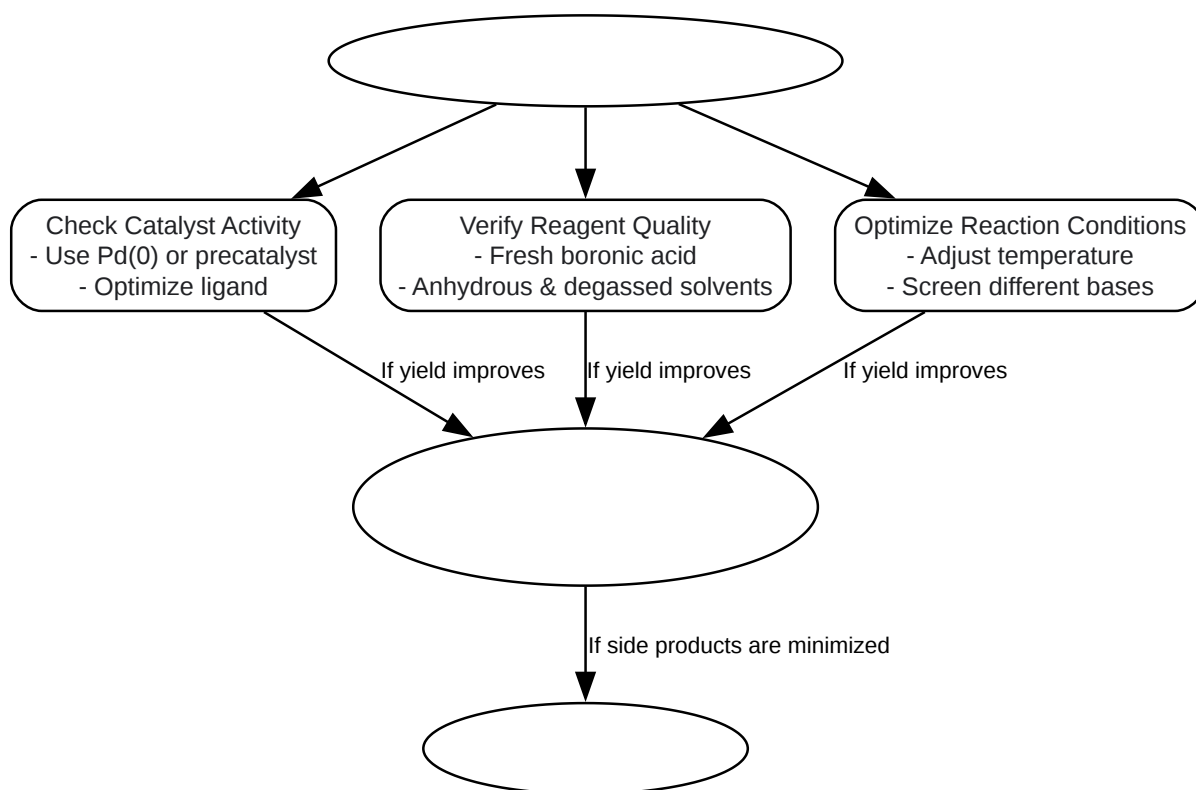 Check Catalyst Activity
- Use Pd(0) or precatalyst
- Optimize ligand
Verify Reagent Quality
- Fresh boronic acid
- Anhydrous & degassed solvents
Optimize Reaction Conditions
- Adjust temperature
- Screen different bases
If yield improves
If yield improves
If yield improves
If side products are minimized